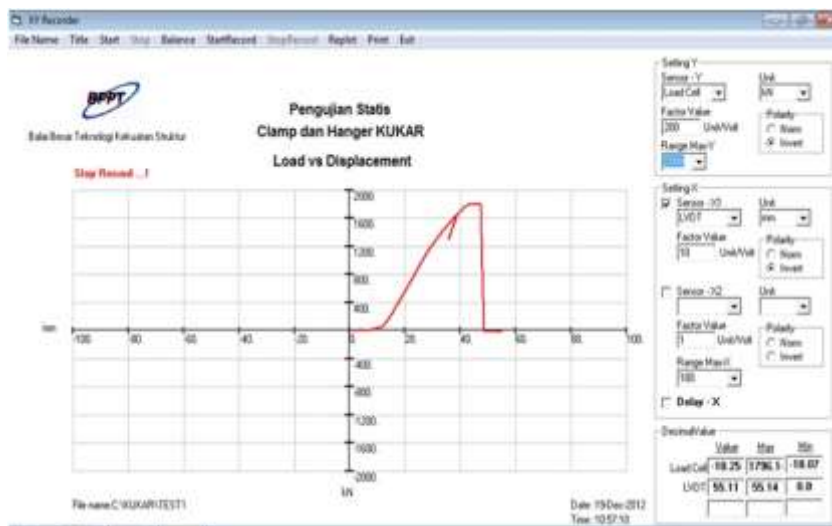 XY Recorder
File Name Title Start Stop Balance StartRecord StopRecord Replot Print Exit
BPPT
Balai Besar Teknologi Kekuatan Struktur
Pengujian Statis
Clamp dan Hanger KUKAR
Load vs Displacement
Stop Record ...!
2000
1600
1200
800.
400.
mm -100 -80 -60 -40 -20 20. 40. 60. 80. 100.
-400.
-800.
-1200
-1600
-2000
kN
File name C:\KUKAR\TEST1
Date: 19-Dec-2012
Time: 10:57:10
Setting Y
Sensor - Y Unit
Load Cell kN
Factor Value Polarity
200 Unit/Volt Norm
Invert
Range Max-Y
Setting X
Sensor - X1 Unit
LVDT mm
Factor Value Polarity
10 Unit/Volt Norm
Invert
Sensor - X2 Unit
Factor Value Polarity
1 Unit/Volt Norm
Invert
Range Max-X
100
Delay - X
DecimalValue
Value Max Min
Load Cell -18.25 1796.1 -18.07
LVDT 55.11 55.14 0.0